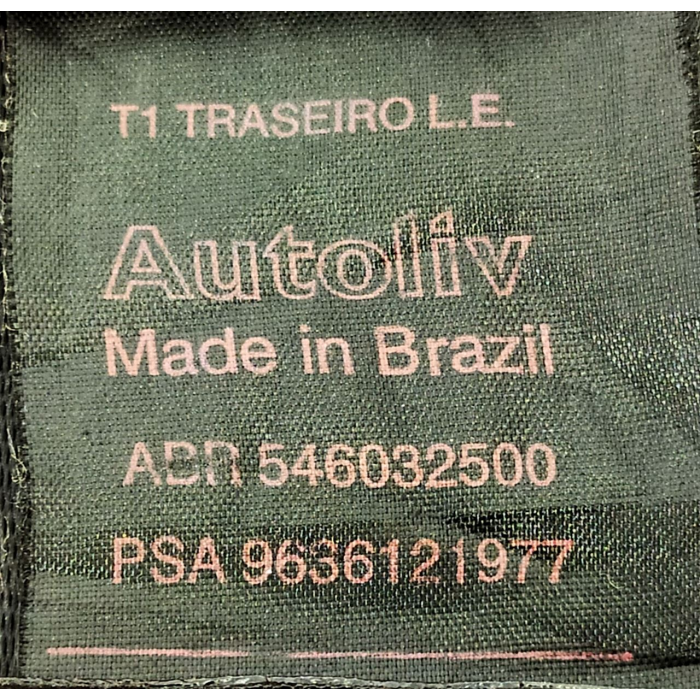 T1 TRASEIRO L.E.
Autoliv
Made in Brazil
ABR 546032500
PSA 9636121977